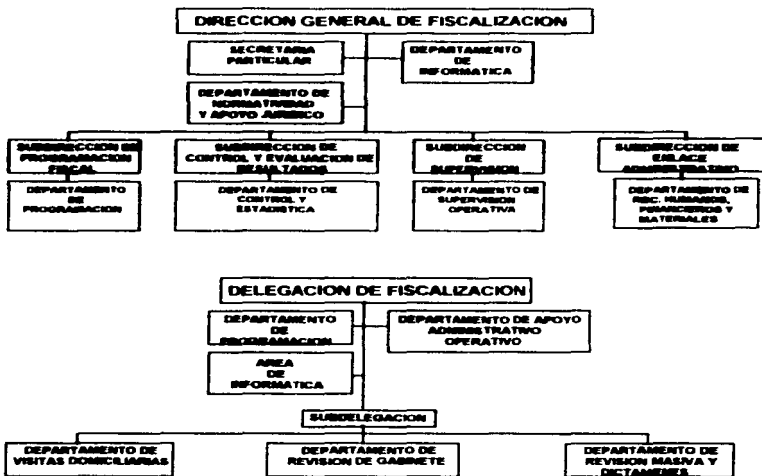 DIRECCION GENERAL DE FISCALIZACION
SECRETARIA
PARTICULAR
DEPARTAMENTO
DE
INFORMATICA
DEPARTAMENTO DE
NORMATIVIDAD
Y APOYO JURIDICO
SUBDIRECCION DE
PROGRAMACION
FISCAL
SUBDIRECCION DE
CONTROL Y EVALUACION DE
RESULTADOS
SUBDIRECCION
DE
SUPERVISION
SUBDIRECCION DE
ENLACE
ADMINISTRATIVO
DEPARTAMENTO
DE
PROGRAMACION
DEPARTAMENTO DE
CONTROL Y
ESTADISTICA
DEPARTAMENTO DE
SUPERVISION
OPERATIVA
DEPARTAMENTO DE
REC. HUMANOS,
FINANCIEROS Y
MATERIALES
DELEGACION DE FISCALIZACION
DEPARTAMENTO
DE
PROGRAMACION
DEPARTAMENTO DE APOYO
ADMINISTRATIVO
OPERATIVO
AREA
DE
INFORMATICA
SUBDELEGACION
DEPARTAMENTO DE
VISITAS DOMICILIARIAS
DEPARTAMENTO DE
REVISION DE GABINETE
DEPARTAMENTO DE
REVISION MASIVA Y
DICTAMENES